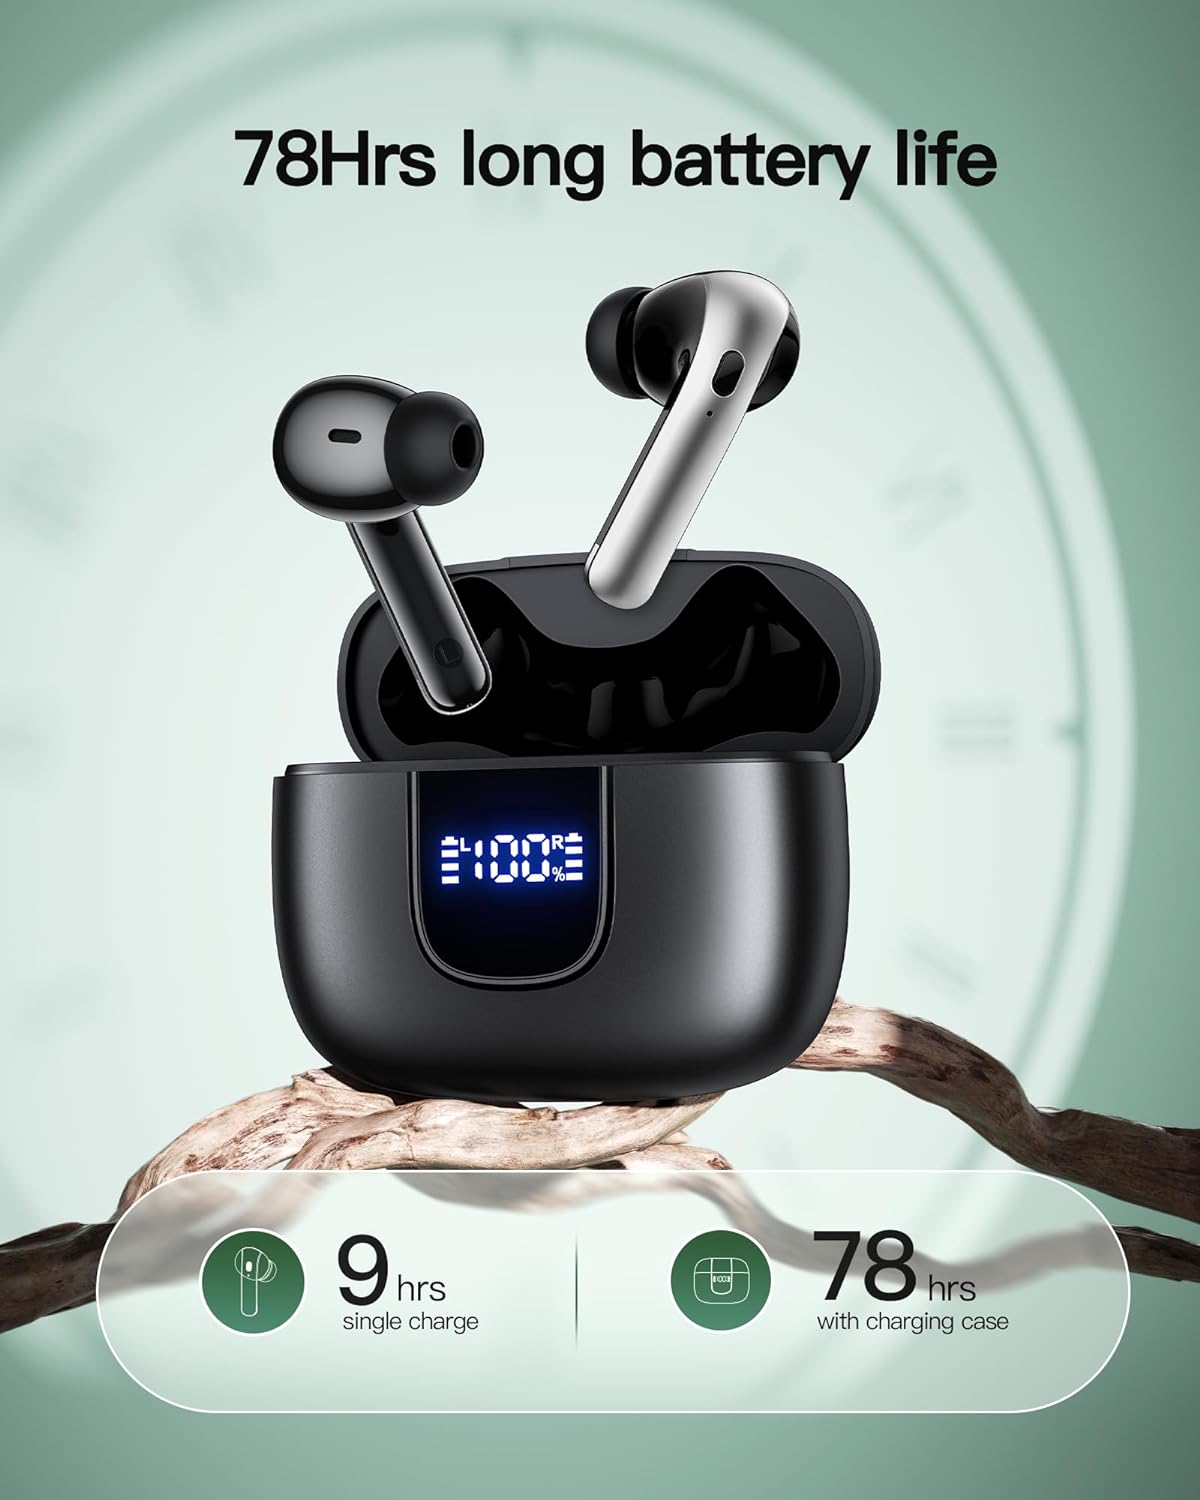 78Hrs long battery life
L
L 100% R
9 hrs
single charge
78 hrs
with charging case